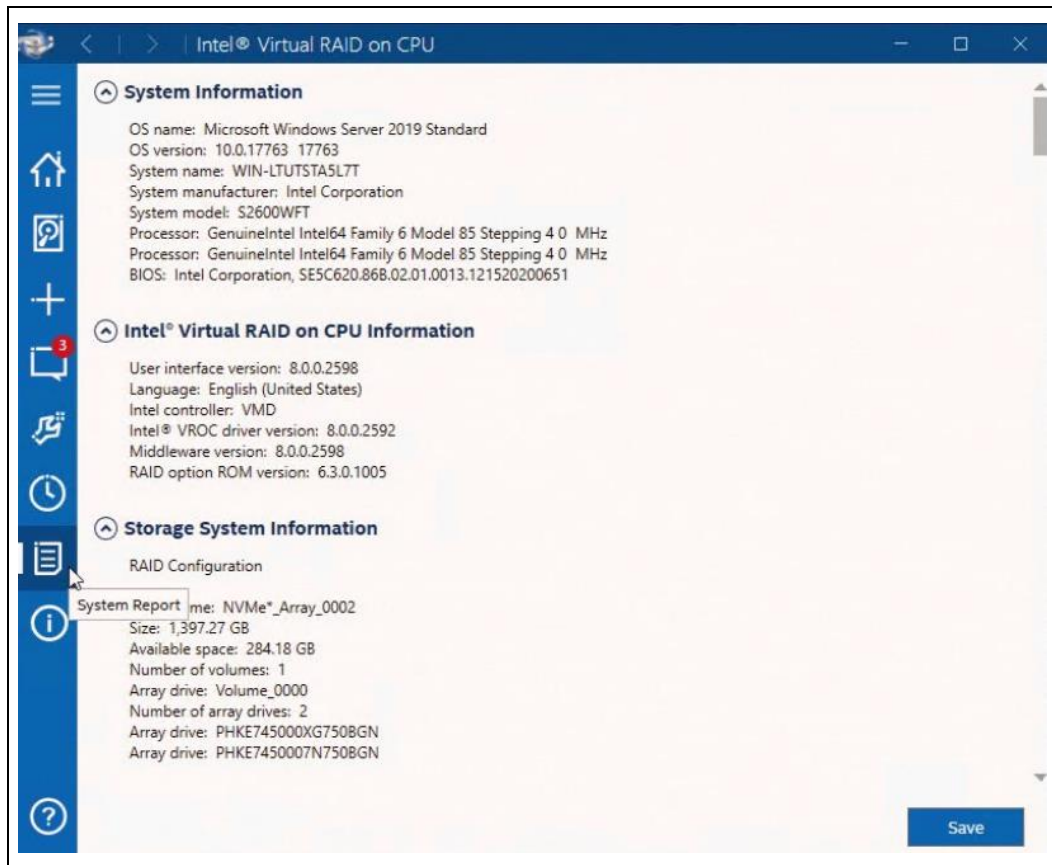 Intel® Virtual RAID on CPU
System Information
OS name: Microsoft Windows Server 2019 Standard
OS version: 10.0.17763 17763
System name: WIN-LTUTSTA5L7T
System manufacturer: Intel Corporation
System model: S2600WFT
Processor: GenuineIntel Intel64 Family 6 Model 85 Stepping 4 0 MHz
Processor: GenuineIntel Intel64 Family 6 Model 85 Stepping 4 0 MHz
BIOS: Intel Corporation, SE5C620.86B.02.01.0013.121520200651
Intel® Virtual RAID on CPU Information
3
User interface version: 8.0.0.2598
Language: English (United States)
Intel controller: VMD
Intel® VROC driver version: 8.0.0.2592
Middleware version: 8.0.0.2598
RAID option ROM version: 6.3.0.1005
Storage System Information
RAID Configuration
System Report me: NVMe*_Array_0002
Size: 1,397.27 GB
Available space: 284.18 GB
Number of volumes: 1
Array drive: Volume_0000
Number of array drives: 2
Array drive: PHKE745000XG750BGN
Array drive: PHKE7450007N750BGN
Save